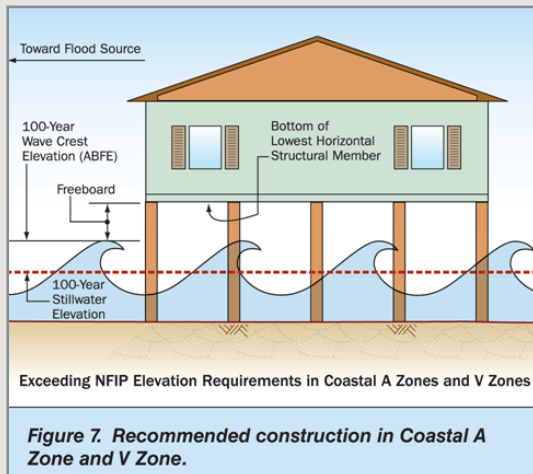 Toward Flood Source
100-Year
Wave Crest
Elevation (ABFE)
Bottom of
Lowest Horizontal
Structural Member
Freeboard
100-Year
Stillwater
Elevation
Exceeding NFIP Elevation Requirements in Coastal A Zones and V Zones
Figure 7. Recommended construction in Coastal A
Zone and V Zone.